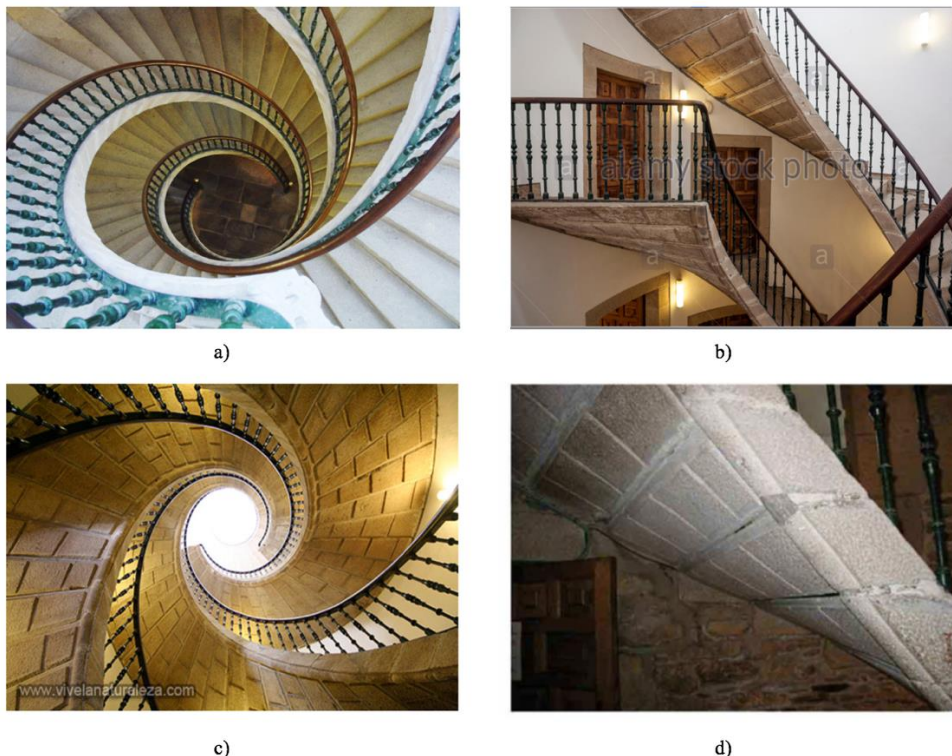 a)
a
a
alamy stock photo
a
a
a
b)
www.vivelanaturaleza.com
c)
d)